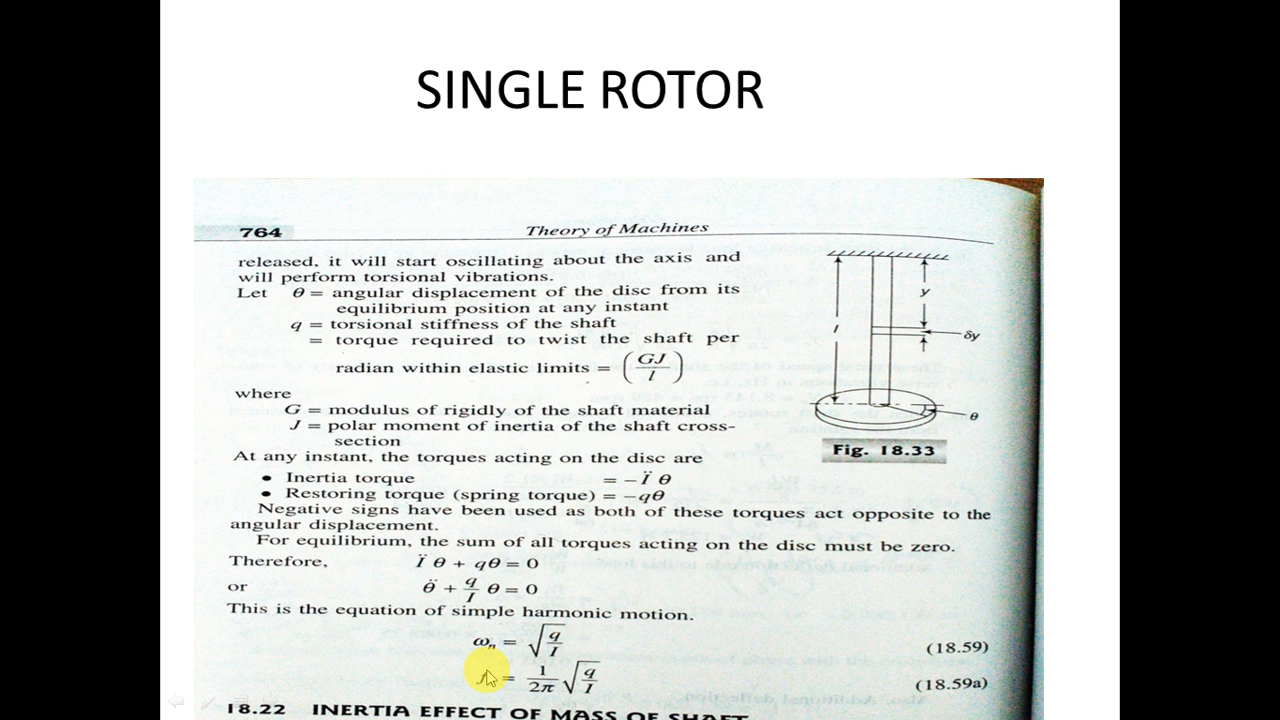 SINGLE ROTOR
764
Theory of Machines
released, it will start oscillating about the axis and
will perform torsional vibrations.
Let θ = angular displacement of the disc from its
equilibrium position at any instant
q = torsional stiffness of the shaft
= torque required to twist the shaft per
radian within elastic limits = (GJ/l)
where
G = modulus of rigidly of the shaft material
J = polar moment of inertia of the shaft cross-
section
l
y
δy
θ
Fig. 18.33
At any instant, the torques acting on the disc are
• Inertia torque = −Ï θ
• Restoring torque (spring torque) = −qθ
Negative signs have been used as both of these torques act opposite to the
angular displacement.
For equilibrium, the sum of all torques acting on the disc must be zero.
Therefore, Ï θ + qθ = 0
or θ̈ + q/I θ = 0
This is the equation of simple harmonic motion.
ωn = √(q/I) (18.59)
= 1/2π √(q/I) (18.59a)
18.22 INERTIA EFFECT OF MASS OF SHAFT